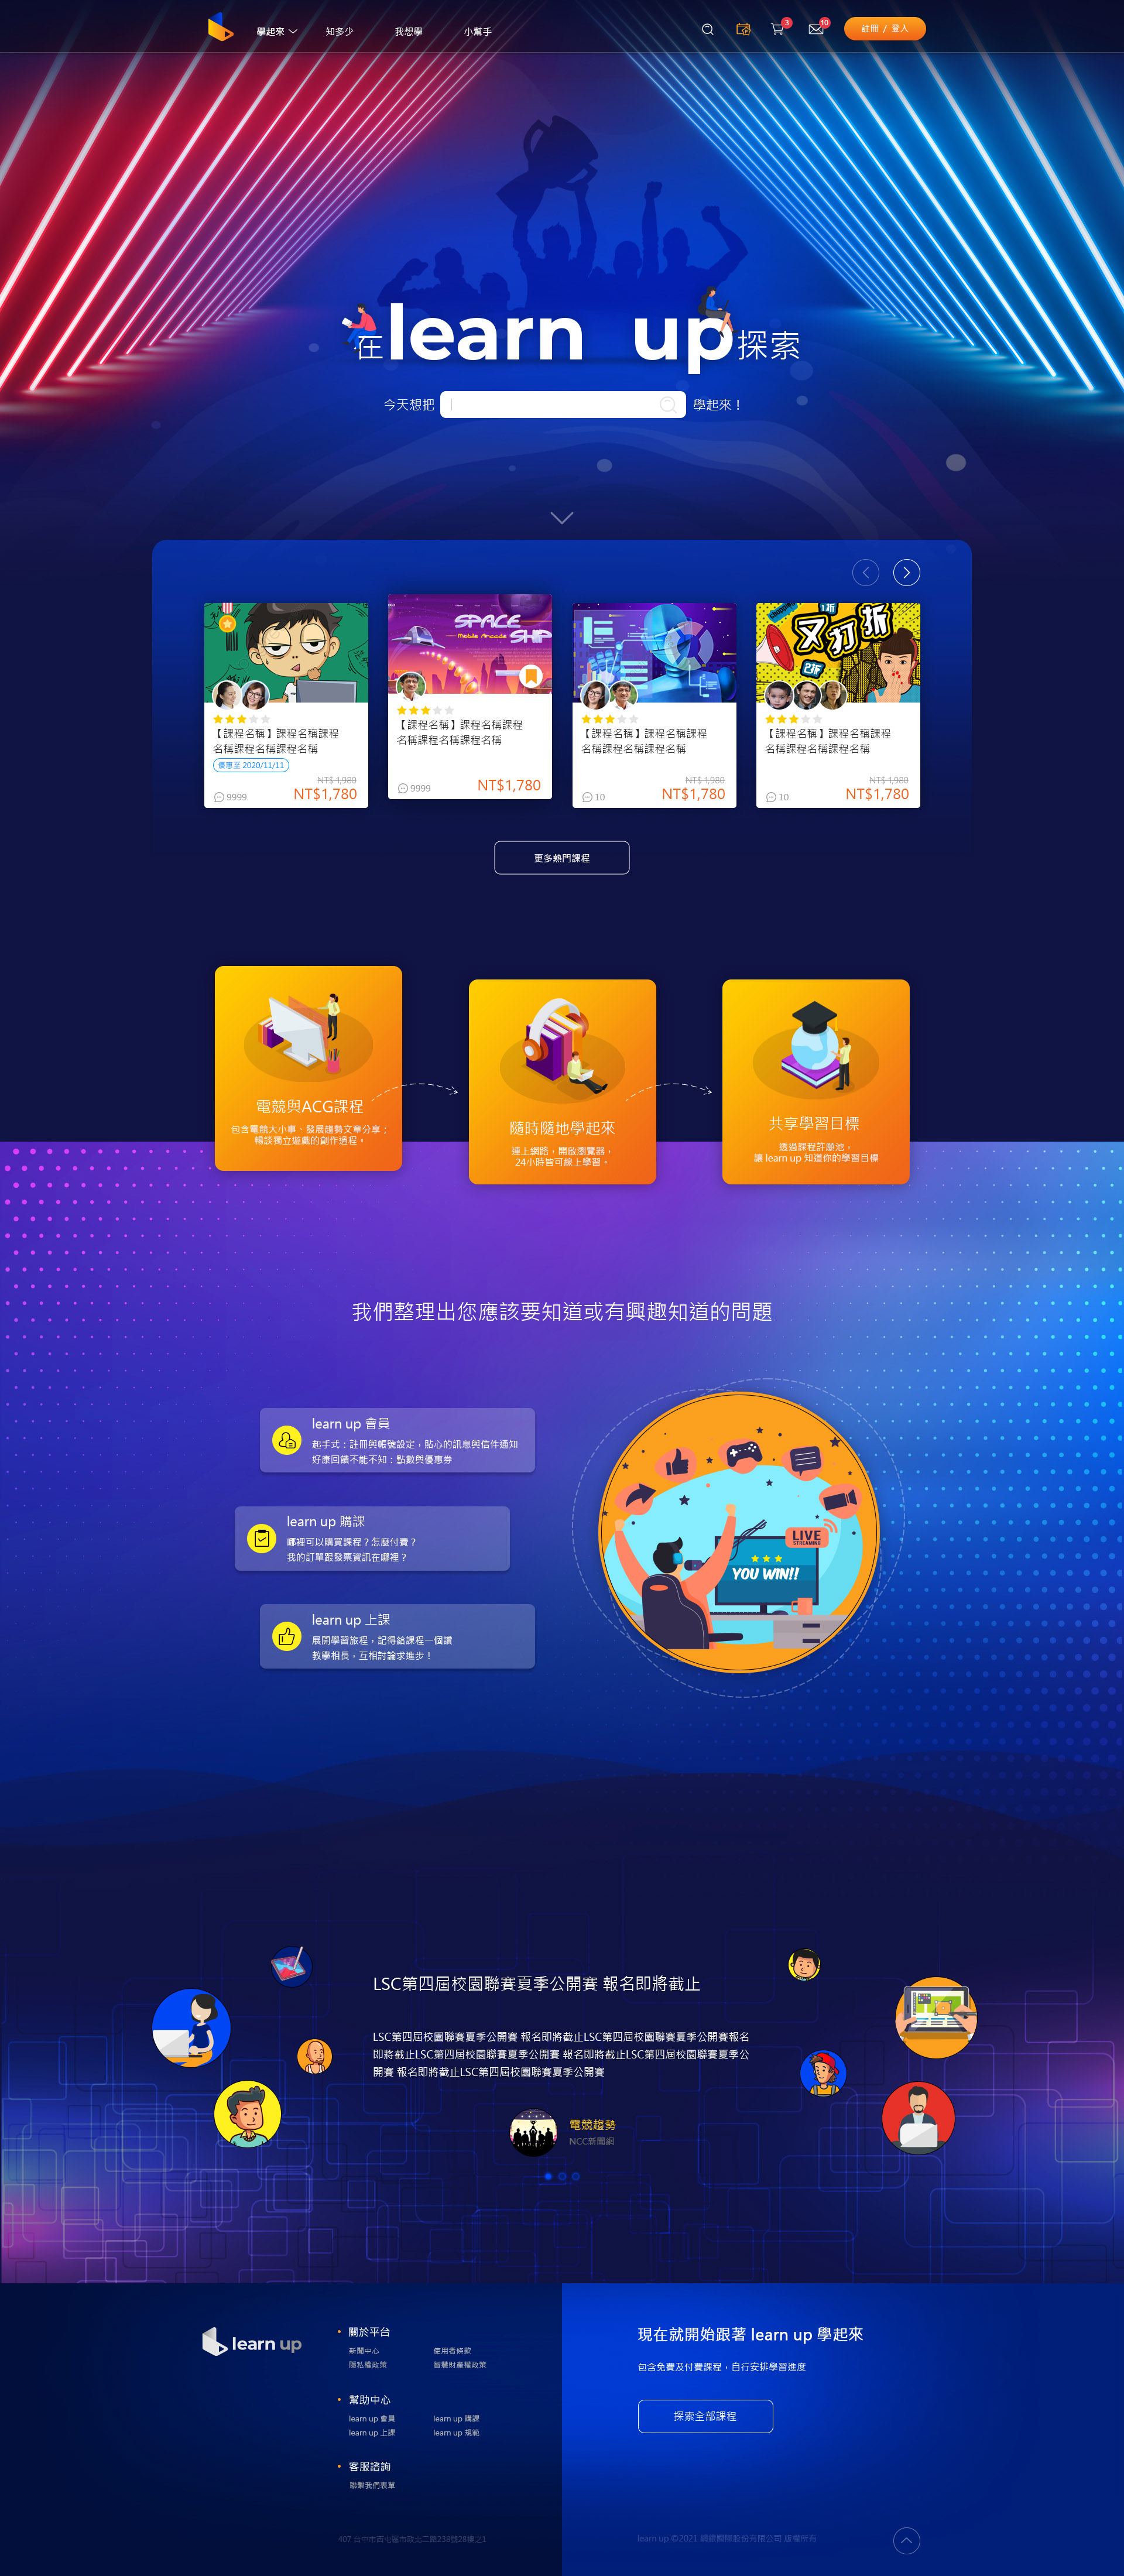 學起來
知多少
我想學
小幫手
3
10
註冊 / 登入
在learn up探索
今天想把
學起來！
SPACE
Mobile Arcade
SHIP
1折
又打折
2折
【課程名稱】課程名稱課程
名稱課程名稱課程名稱
優惠至 2020/11/11
NT$ 1,980
9999
NT$1,780
【課程名稱】課程名稱課程
名稱課程名稱課程名稱
9999
NT$1,780
【課程名稱】課程名稱課程
名稱課程名稱課程名稱
NT$ 1,980
10
NT$1,780
【課程名稱】課程名稱課程
名稱課程名稱課程名稱
NT$ 1,980
10
NT$1,780
更多熱門課程
電競與ACG課程
包含電競大小事、發展趨勢文章分享；
暢談獨立遊戲的創作過程。
隨時隨地學起來
連上網路，開啟瀏覽器，
24小時皆可線上學習。
共享學習目標
透過課程許願池，
讓 learn up 知道你的學習目標
我們整理出您應該要知道或有興趣知道的問題
learn up 會員
起手式：註冊與帳號設定，貼心的訊息與信件通知
好康回饋不能不知：點數與優惠券
learn up 購課
哪裡可以購買課程？怎麼付費？
我的訂單跟發票資訊在哪裡？
learn up 上課
展開學習旅程，記得給課程一個讚
教學相長，互相討論求進步！
LIVE
STREAMING
YOU WIN!!
LSC第四屆校園聯賽夏季公開賽 報名即將截止
LSC第四屆校園聯賽夏季公開賽 報名即將截止LSC第四屆校園聯賽夏季公開賽報名
即將截止LSC第四屆校園聯賽夏季公開賽 報名即將截止LSC第四屆校園聯賽夏季公
開賽 報名即將截止LSC第四屆校園聯賽夏季公開賽
電競趨勢
NCC新聞網
learn up
關於平台
新聞中心
使用者條款
隱私權政策
智慧財產權政策
幫助中心
learn up 會員
learn up 購課
learn up 上課
learn up 規範
客服諮詢
聯繫我們表單
407 台中市西屯區市政北二路238號28樓之1
現在就開始跟著 learn up 學起來
包含免費及付費課程，自行安排學習進度
探索全部課程
learn up ©2021 網銀國際股份有限公司 版權所有